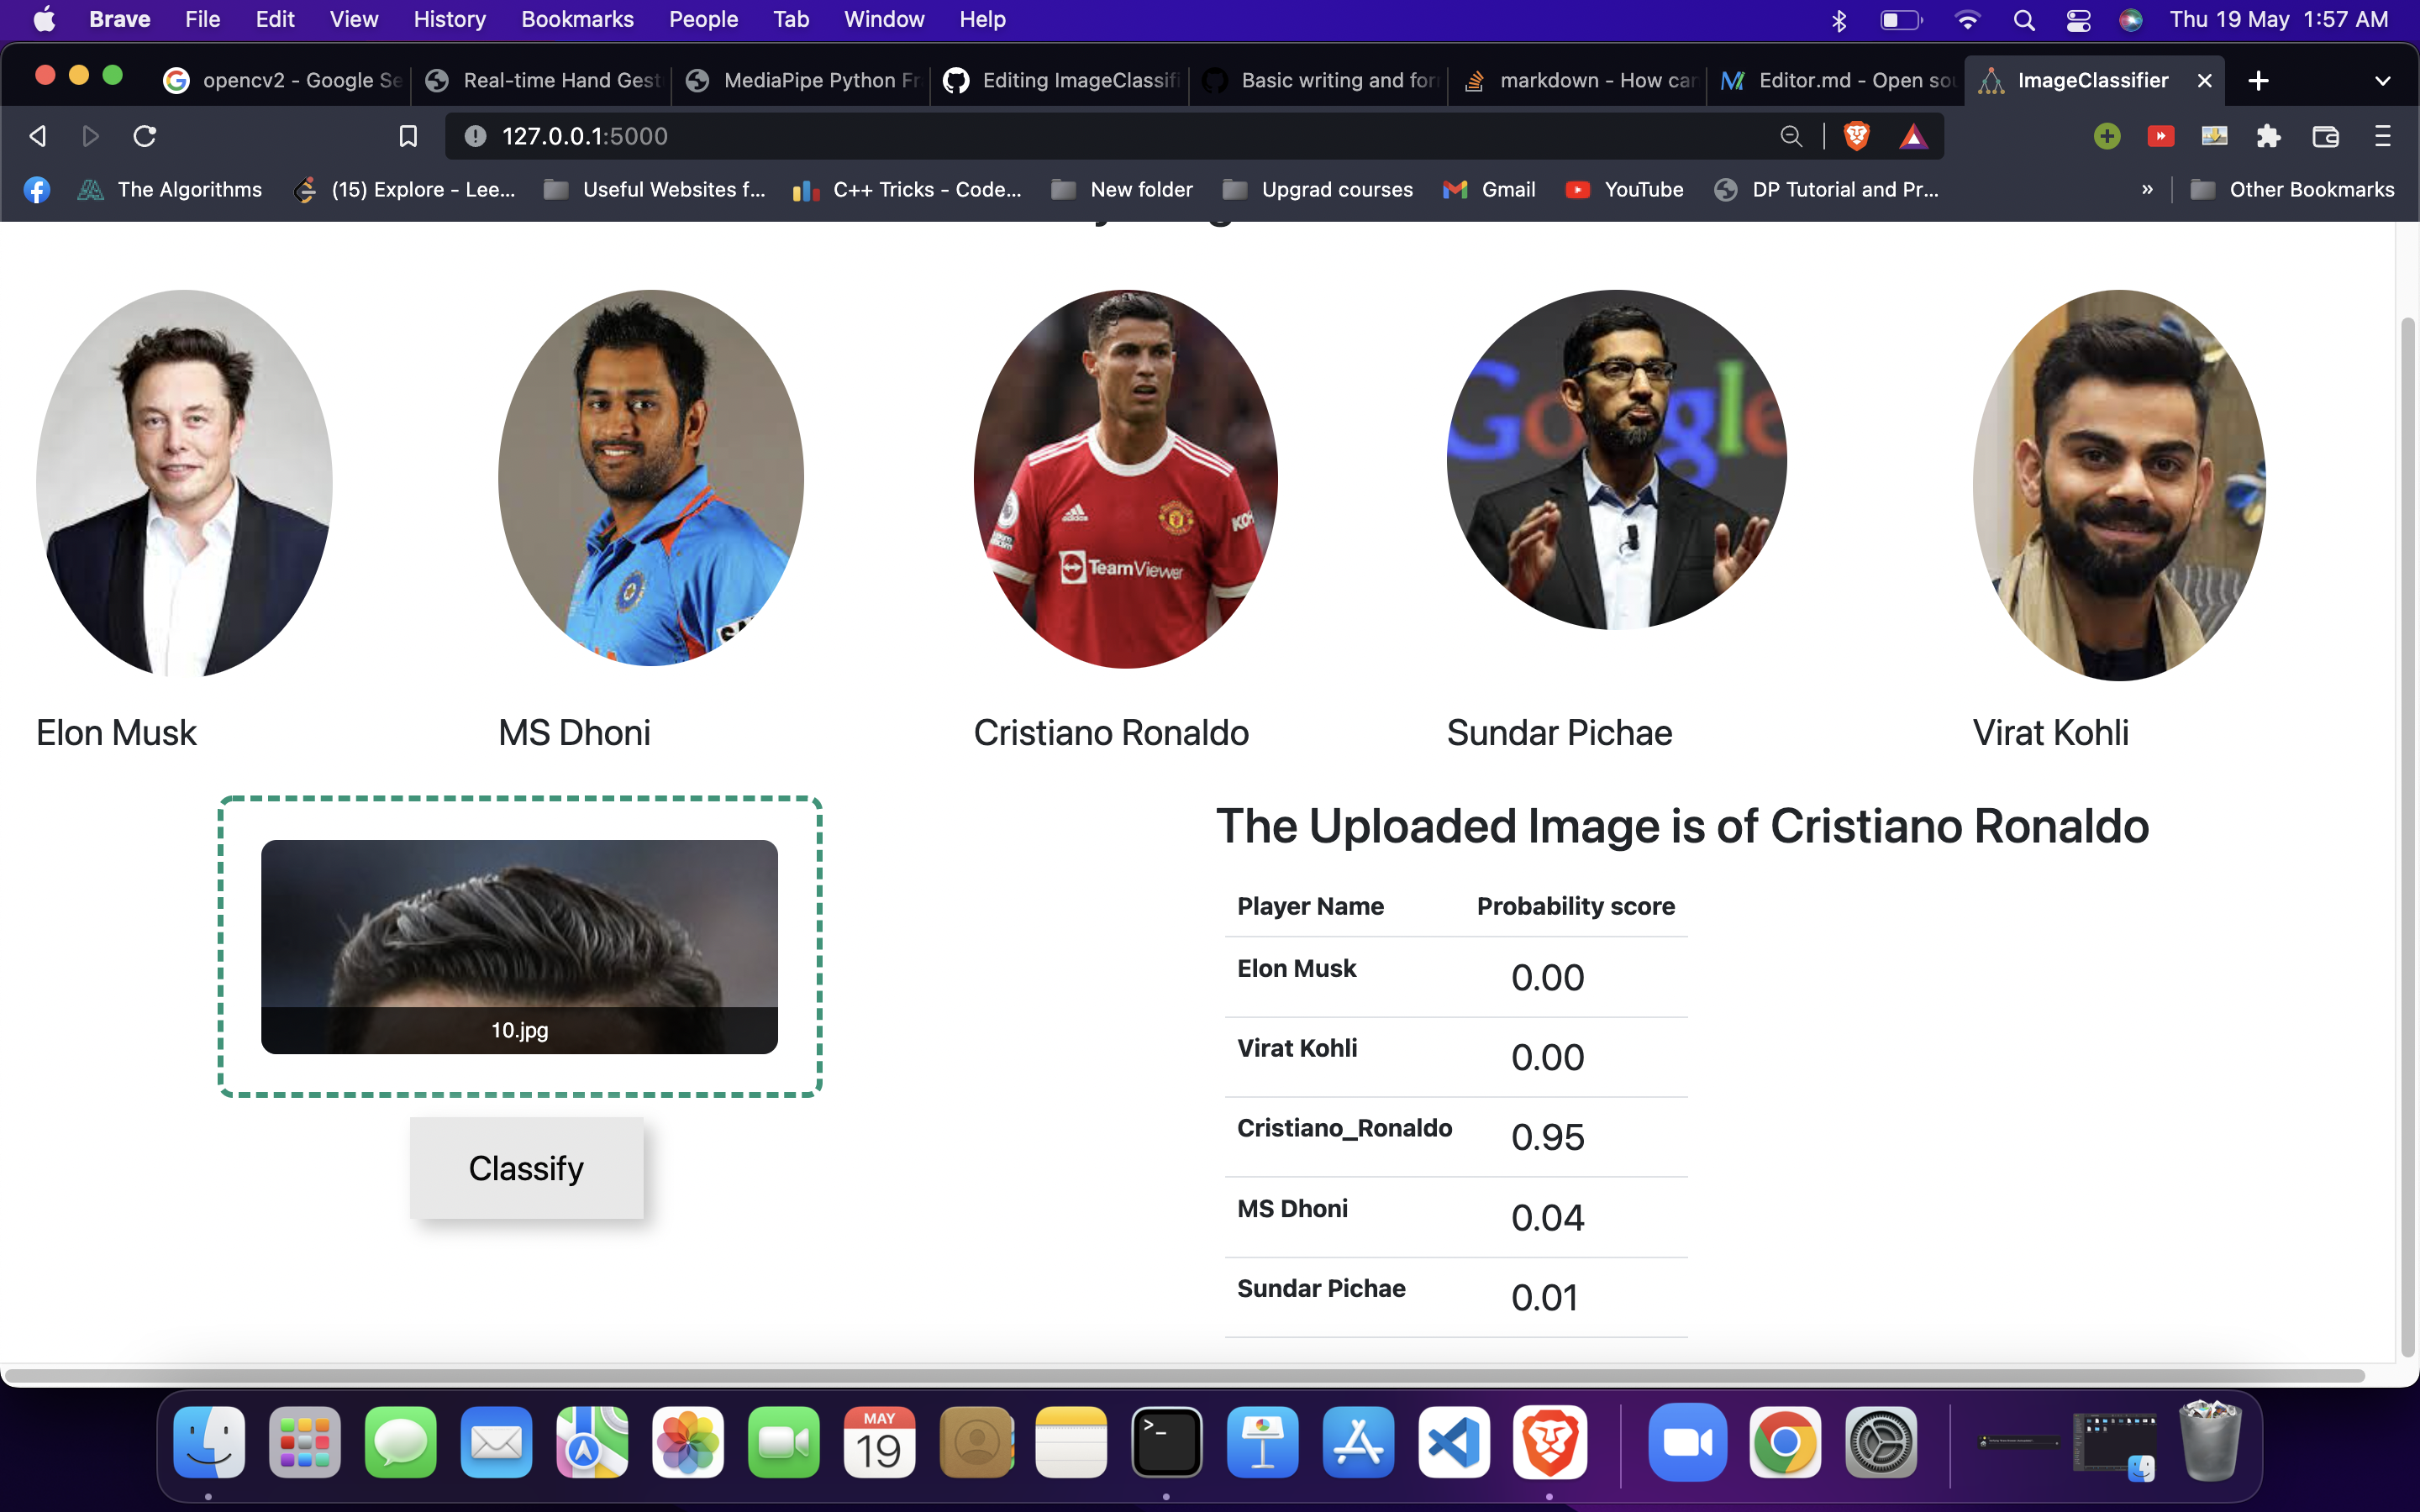 Brave File Edit View History Bookmarks People Tab Window Help Thu 19 May 1:57 AM
opencv2 - Google Se Real-time Hand Gest MediaPipe Python Fr Editing ImageClassifi Basic writing and for markdown - How can Editor.md - Open sou ImageClassifier
127.0.0.1:5000
The Algorithms (15) Explore - Lee... Useful Websites f... C++ Tricks - Code... New folder Upgrad courses Gmail YouTube DP Tutorial and Pr... » Other Bookmarks
Google
adidas
TeamViewer
KOH
Elon Musk MS Dhoni Cristiano Ronaldo Sundar Pichae Virat Kohli
The Uploaded Image is of Cristiano Ronaldo
Player Name Probability score
Elon Musk 0.00
10.jpg
Virat Kohli 0.00
Cristiano_Ronaldo 0.95
Classify
MS Dhoni 0.04
Sundar Pichae 0.01
MAY
19